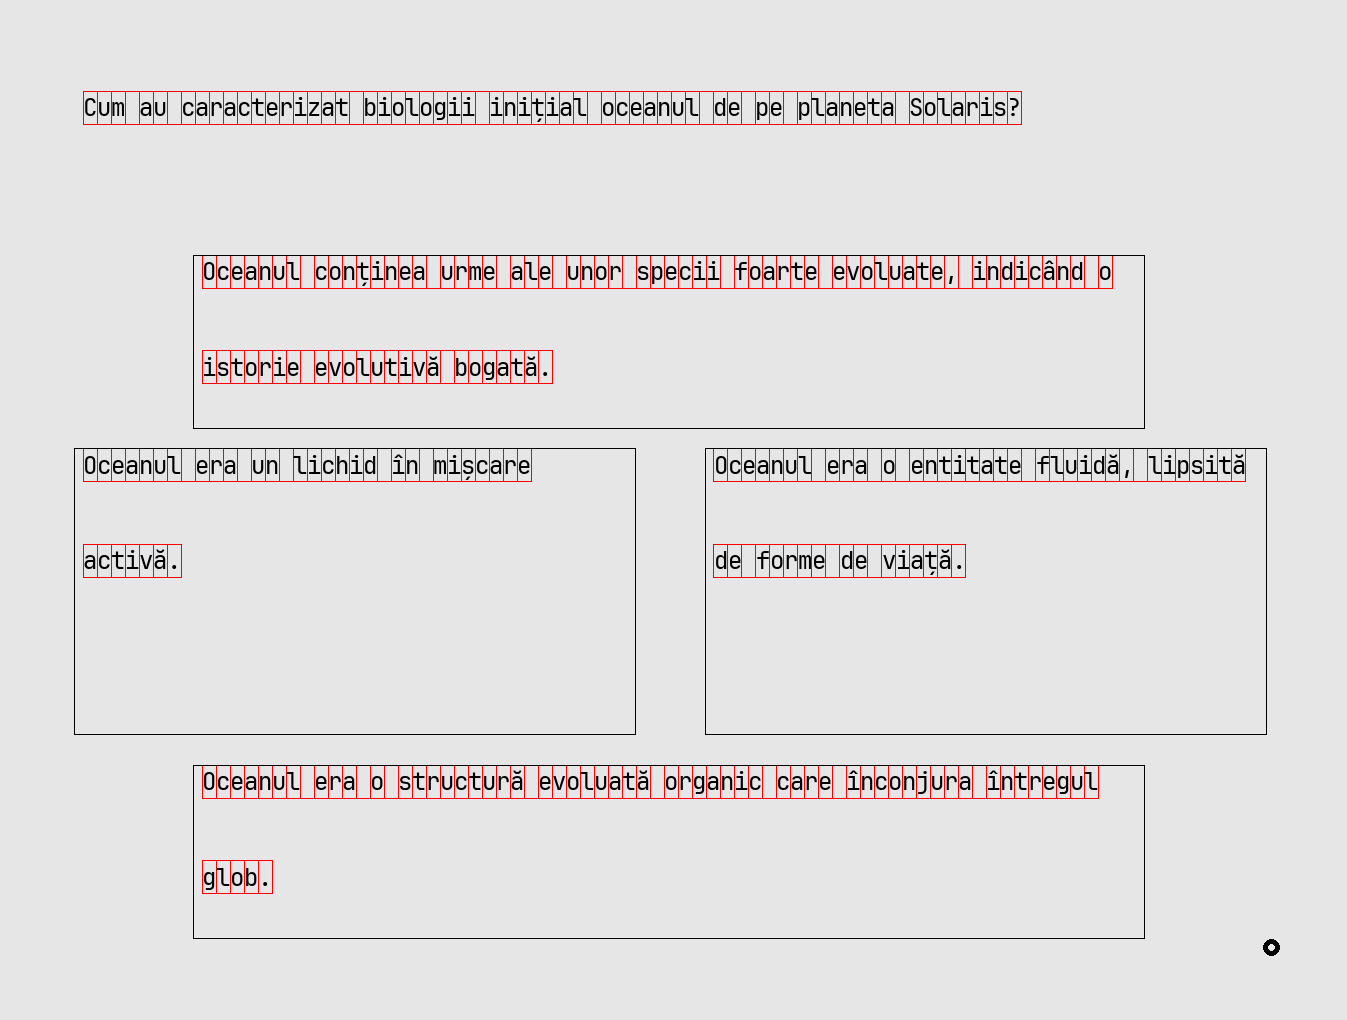 Cum au caracterizat biologii inițial oceanul de pe planeta Solaris?
Oceanul conținea urme ale unor specii foarte evoluate, indicând o
istorie evolutivă bogată.
Oceanul era un lichid în mișcare
activă.
Oceanul era o entitate fluidă, lipsită
de forme de viață.
Oceanul era o structură evoluată organic care înconjura întregul
glob.